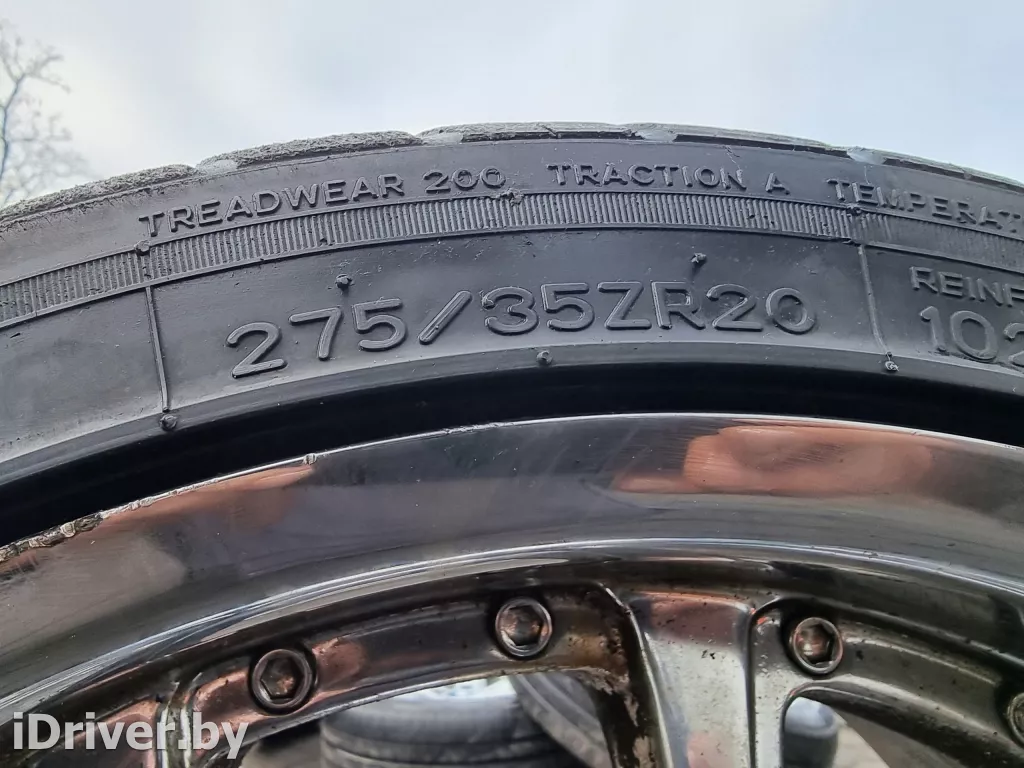 TREADWEAR 200 TRACTION A
275/35ZR20
iDriver.by